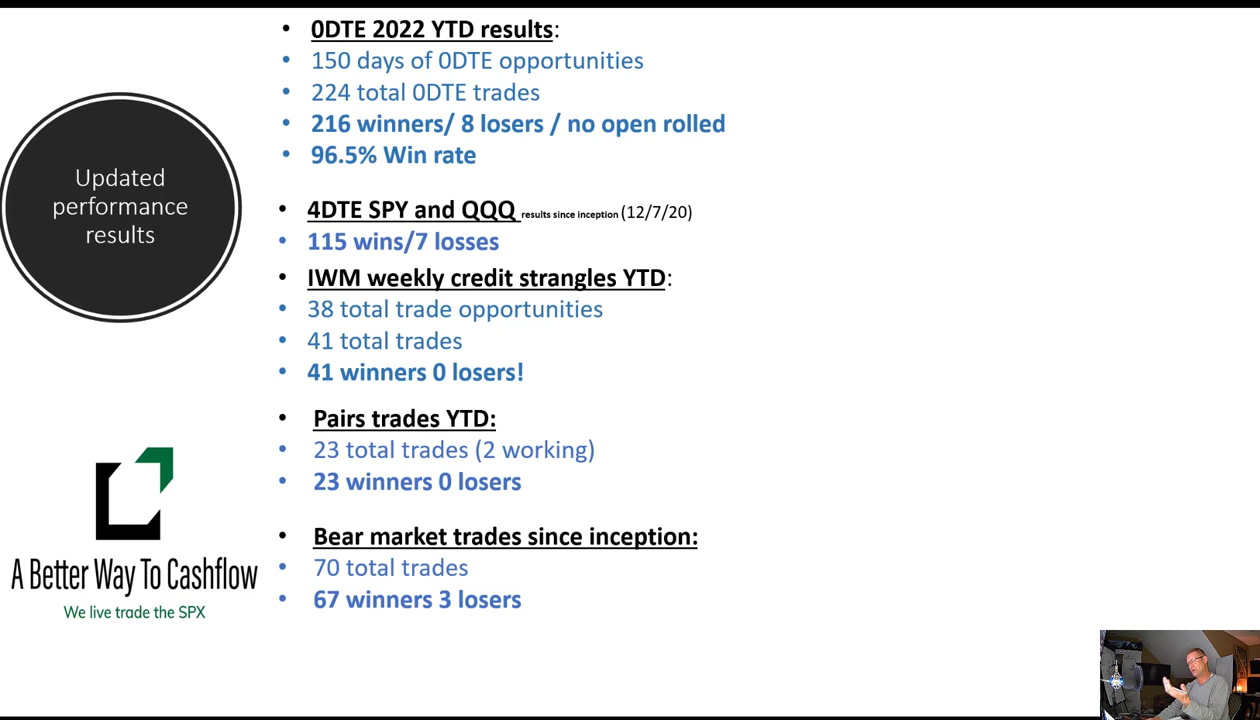 Updated
performance
results
0DTE 2022 YTD results:
150 days of 0DTE opportunities
224 total 0DTE trades
216 winners/ 8 losers / no open rolled
96.5% Win rate
4DTE SPY and QQQ results since inception (12/7/20)
115 wins/7 losses
IWM weekly credit strangles YTD:
38 total trade opportunities
41 total trades
41 winners 0 losers!
Pairs trades YTD:
23 total trades (2 working)
23 winners 0 losers
Bear market trades since inception:
70 total trades
67 winners 3 losers
A Better Way To Cashflow
We live trade the SPX